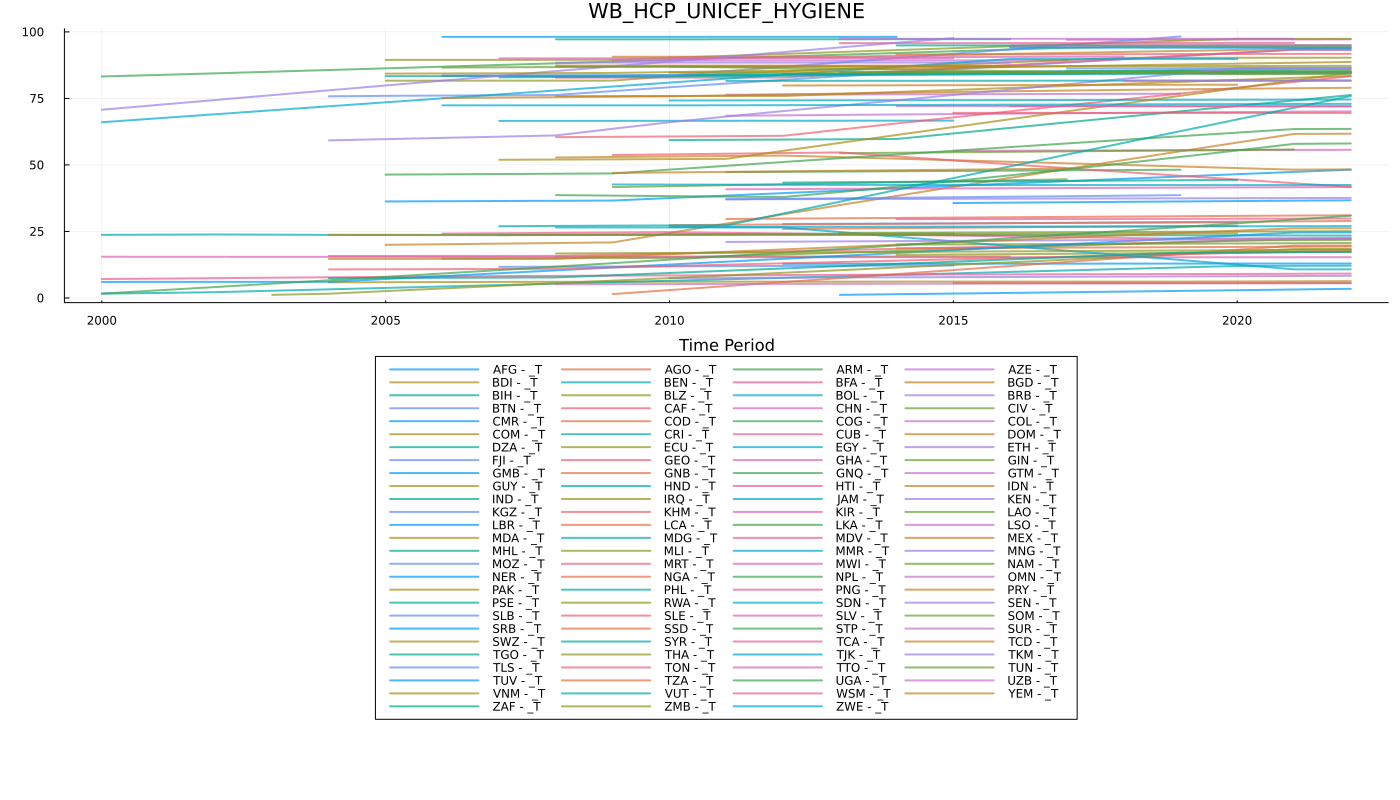 WB_HCP_UNICEF_HYGIENE
100
75
50
25
0
2000 2005 2010 2015 2020
Time Period
AFG - _T AGO - _T ARM - _T AZE - _T
BDI - _T BEN - _T BFA - _T BGD - _T
BIH - _T BLZ - _T BOL - _T BRB - _T
BTN - _T CAF - _T CHN - _T CIV - _T
CMR - _T COD - _T COG - _T COL - _T
COM - _T CRI - _T CUB - _T DOM - _T
DZA - _T ECU - _T EGY - _T ETH - _T
FJI - _T GEO - _T GHA - _T GIN - _T
GMB - _T GNB - _T GNQ - _T GTM - _T
GUY - _T HND - _T HTI - _T IDN - _T
IND - _T IRQ - _T JAM - _T KEN - _T
KGZ - _T KHM - _T KIR - _T LAO - _T
LBR - _T LCA - _T LKA - _T LSO - _T
MDA - _T MDG - _T MDV - _T MEX - _T
MHL - _T MLI - _T MMR - _T MNG - _T
MOZ - _T MRT - _T MWI - _T NAM - _T
NER - _T NGA - _T NPL - _T OMN - _T
PAK - _T PHL - _T PNG - _T PRY - _T
PSE - _T RWA - _T SDN - _T SEN - _T
SLB - _T SLE - _T SLV - _T SOM - _T
SRB - _T SSD - _T STP - _T SUR - _T
SWZ - _T SYR - _T TCA - _T TCD - _T
TGO - _T THA - _T TJK - _T TKM - _T
TLS - _T TON - _T TTO - _T TUN - _T
TUV - _T TZA - _T UGA - _T UZB - _T
VNM - _T VUT - _T WSM - _T YEM - _T
ZAF - _T ZMB - _T ZWE - _T